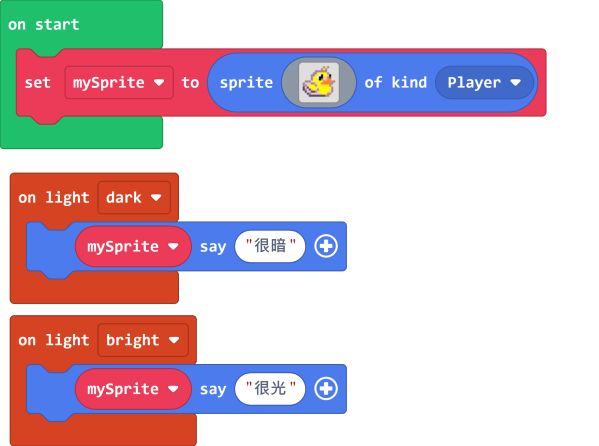 on start
set mySprite to sprite of kind Player
on light dark
mySprite say "很暗"
on light bright
mySprite say "很光"